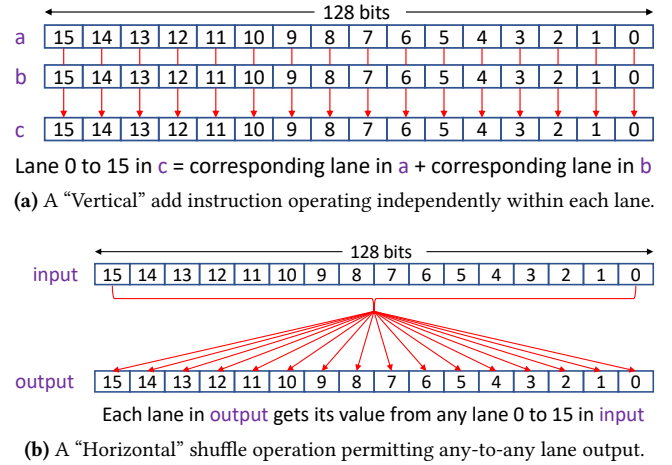 128 bits
a 15 14 13 12 11 10 9 8 7 6 5 4 3 2 1 0
b 15 14 13 12 11 10 9 8 7 6 5 4 3 2 1 0
c 15 14 13 12 11 10 9 8 7 6 5 4 3 2 1 0
Lane 0 to 15 in c = corresponding lane in a + corresponding lane in b
(a) A “Vertical” add instruction operating independently within each lane.
128 bits
input 15 14 13 12 11 10 9 8 7 6 5 4 3 2 1 0
output 15 14 13 12 11 10 9 8 7 6 5 4 3 2 1 0
Each lane in output gets its value from any lane 0 to 15 in input
(b) A “Horizontal” shuffle operation permitting any-to-any lane output.